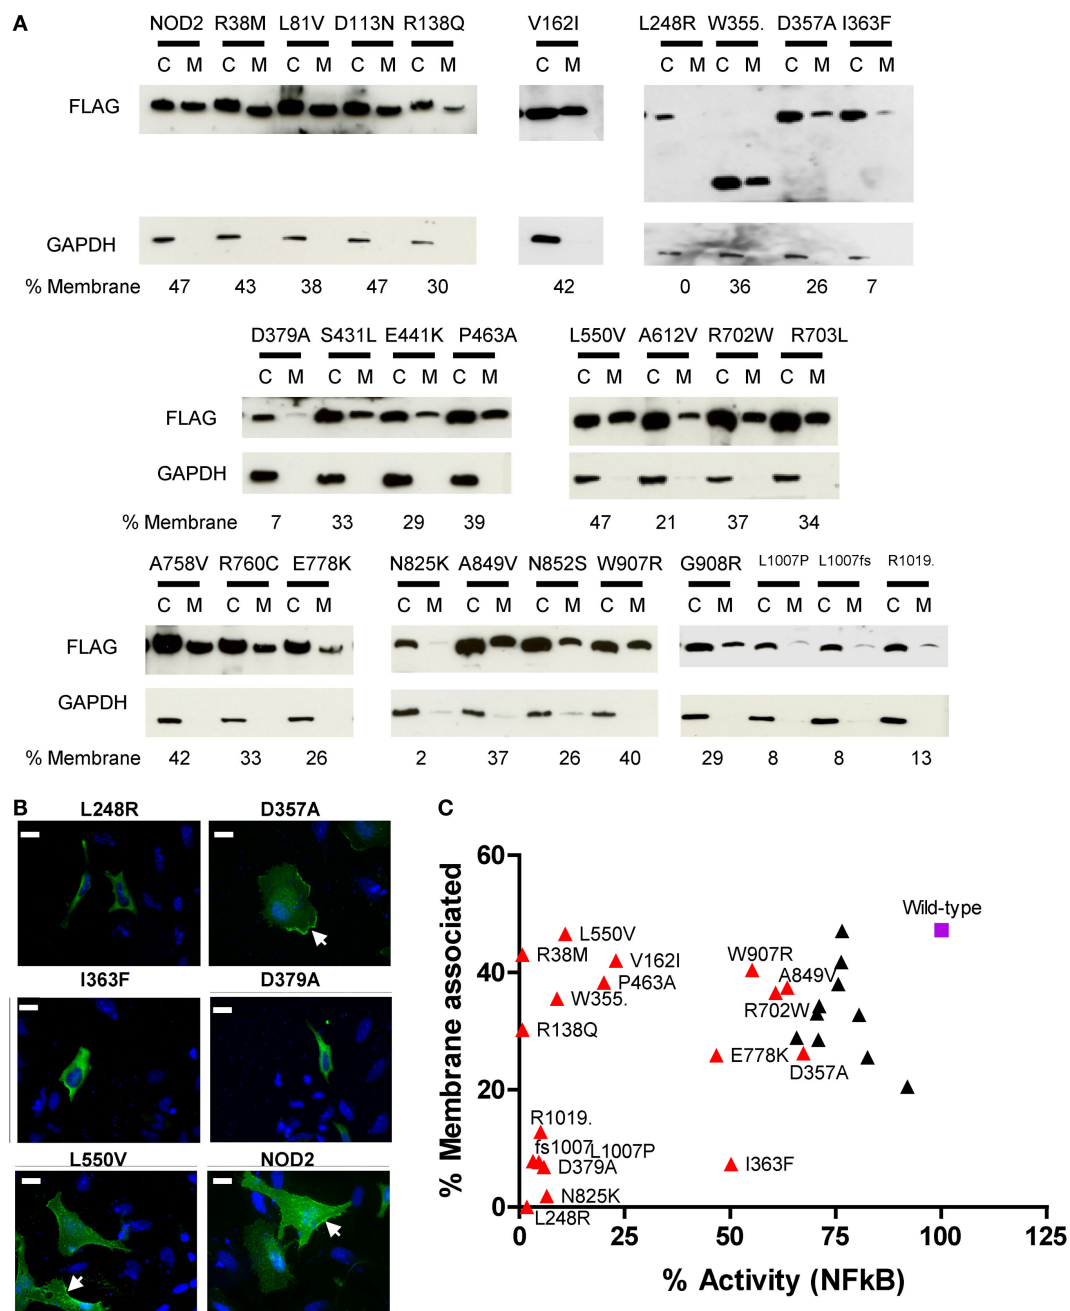 A
NOD2 R38M L81V D113N R138Q V162I L248R W355. D357A I363F
C M C M C M C M C M C M C M C M C M C M
FLAG
GAPDH
% Membrane 47 43 38 47 30 42 0 36 26 7
D379A S431L E441K P463A L550V A612V R702W R703L
C M C M C M C M C M C M C M C M
FLAG
GAPDH
% Membrane 7 33 29 39 47 21 37 34
A758V R760C E778K N825K A849V N852S W907R G908R L1007P L1007fs R1019.
C M C M C M C M C M C M C M C M C M C M C M
FLAG
GAPDH
% Membrane 42 33 26 2 37 26 40 29 8 8 13
B
L248R D357A
I363F D379A
L550V NOD2
C
% Membrane associated
60
40
20
0
Wild-type
L550V
R38M
V162I
P463A
W355.
R138Q
W907R
A849V
R702W
E778K
D357A
R1019.
fs1007
L1007P
D379A
I363F
N825K
L248R
0 25 50 75 100 125
% Activity (NFkB)